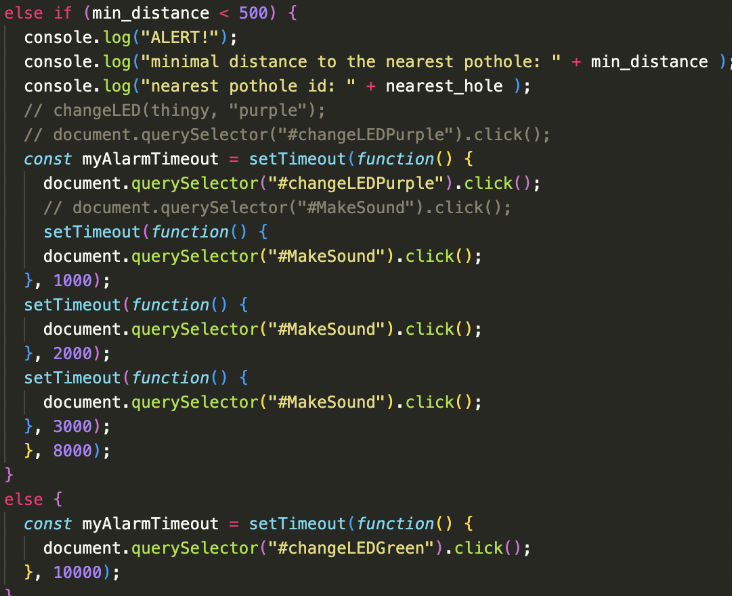 else if (min_distance < 500) {
  console.log("ALERT!");
  console.log("minimal distance to the nearest pothole: " + min_distance );
  console.log("nearest pothole id: " + nearest_hole );
  // changeLED(thingy, "purple");
  // document.querySelector("#changeLEDPurple").click();
  const myAlarmTimeout = setTimeout(function() {
    document.querySelector("#changeLEDPurple").click();
    // document.querySelector("#MakeSound").click();
    setTimeout(function() {
    document.querySelector("#MakeSound").click();
  }, 1000);
  setTimeout(function() {
    document.querySelector("#MakeSound").click();
  }, 2000);
  setTimeout(function() {
    document.querySelector("#MakeSound").click();
  }, 3000);
  }, 8000);
}
else {
  const myAlarmTimeout = setTimeout(function() {
    document.querySelector("#changeLEDGreen").click();
  }, 10000);
}